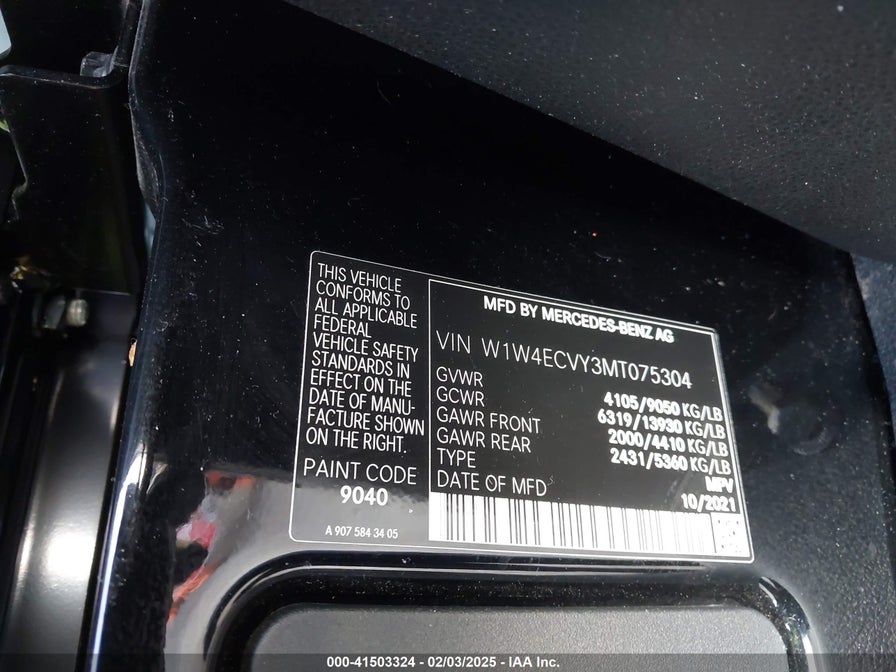 THIS VEHICLE
CONFORMS TO
ALL APPLICABLE
FEDERAL
VEHICLE SAFETY
STANDARDS IN
EFFECT ON THE
DATE OF MANU-
FACTURE SHOWN
ON THE RIGHT.
PAINT CODE
9040
A 907 584 34 05
MFD BY MERCEDES-BENZ AG
VIN W1W4ECVY3MT075304
GVWR 4105/9050 KG/LB
GCWR 6319/13930 KG/LB
GAWR FRONT 2000/4410 KG/LB
GAWR REAR 2431/5360 KG/LB
TYPE MPV
DATE OF MFD 10/2021
000-41503324 - 02/03/2025 - IAA Inc.